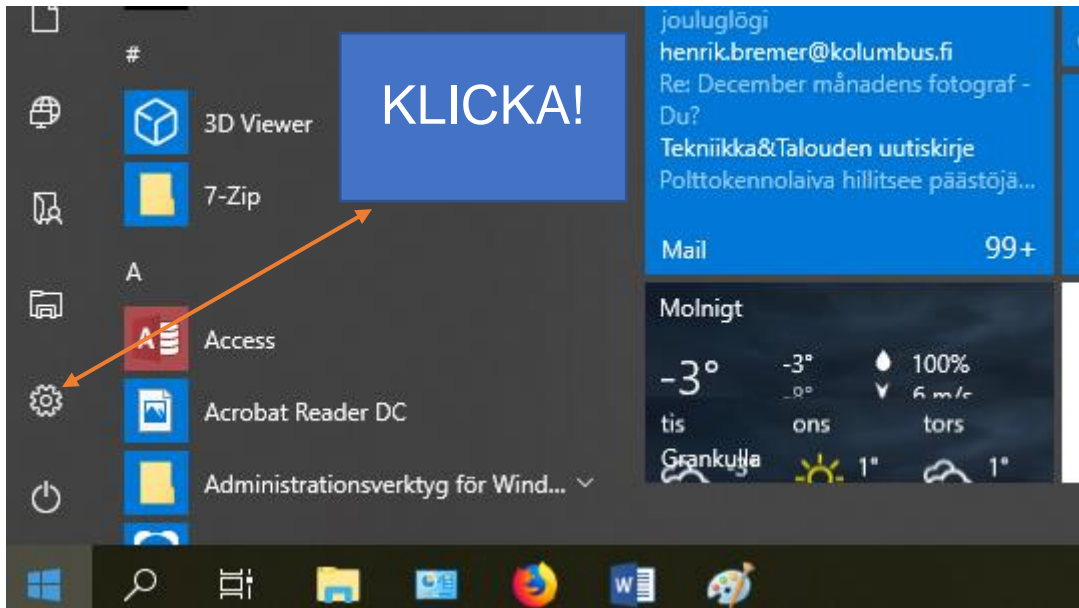 #
3D Viewer
7-Zip
A
Access
Acrobat Reader DC
Administrationsverktyg för Wind...
KLICKA!
jouluglögi
henrik.bremer@kolumbus.fi
Re: December månadens fotograf -
Du?
Tekniikka&Talouden uutiskirje
Polttokennolaiva hillitsee päästöjä...
Mail 99+
Molnigt
-3° -3° 100%
6 m/s
tis ons tors
Grankulla -3° 1° 1°